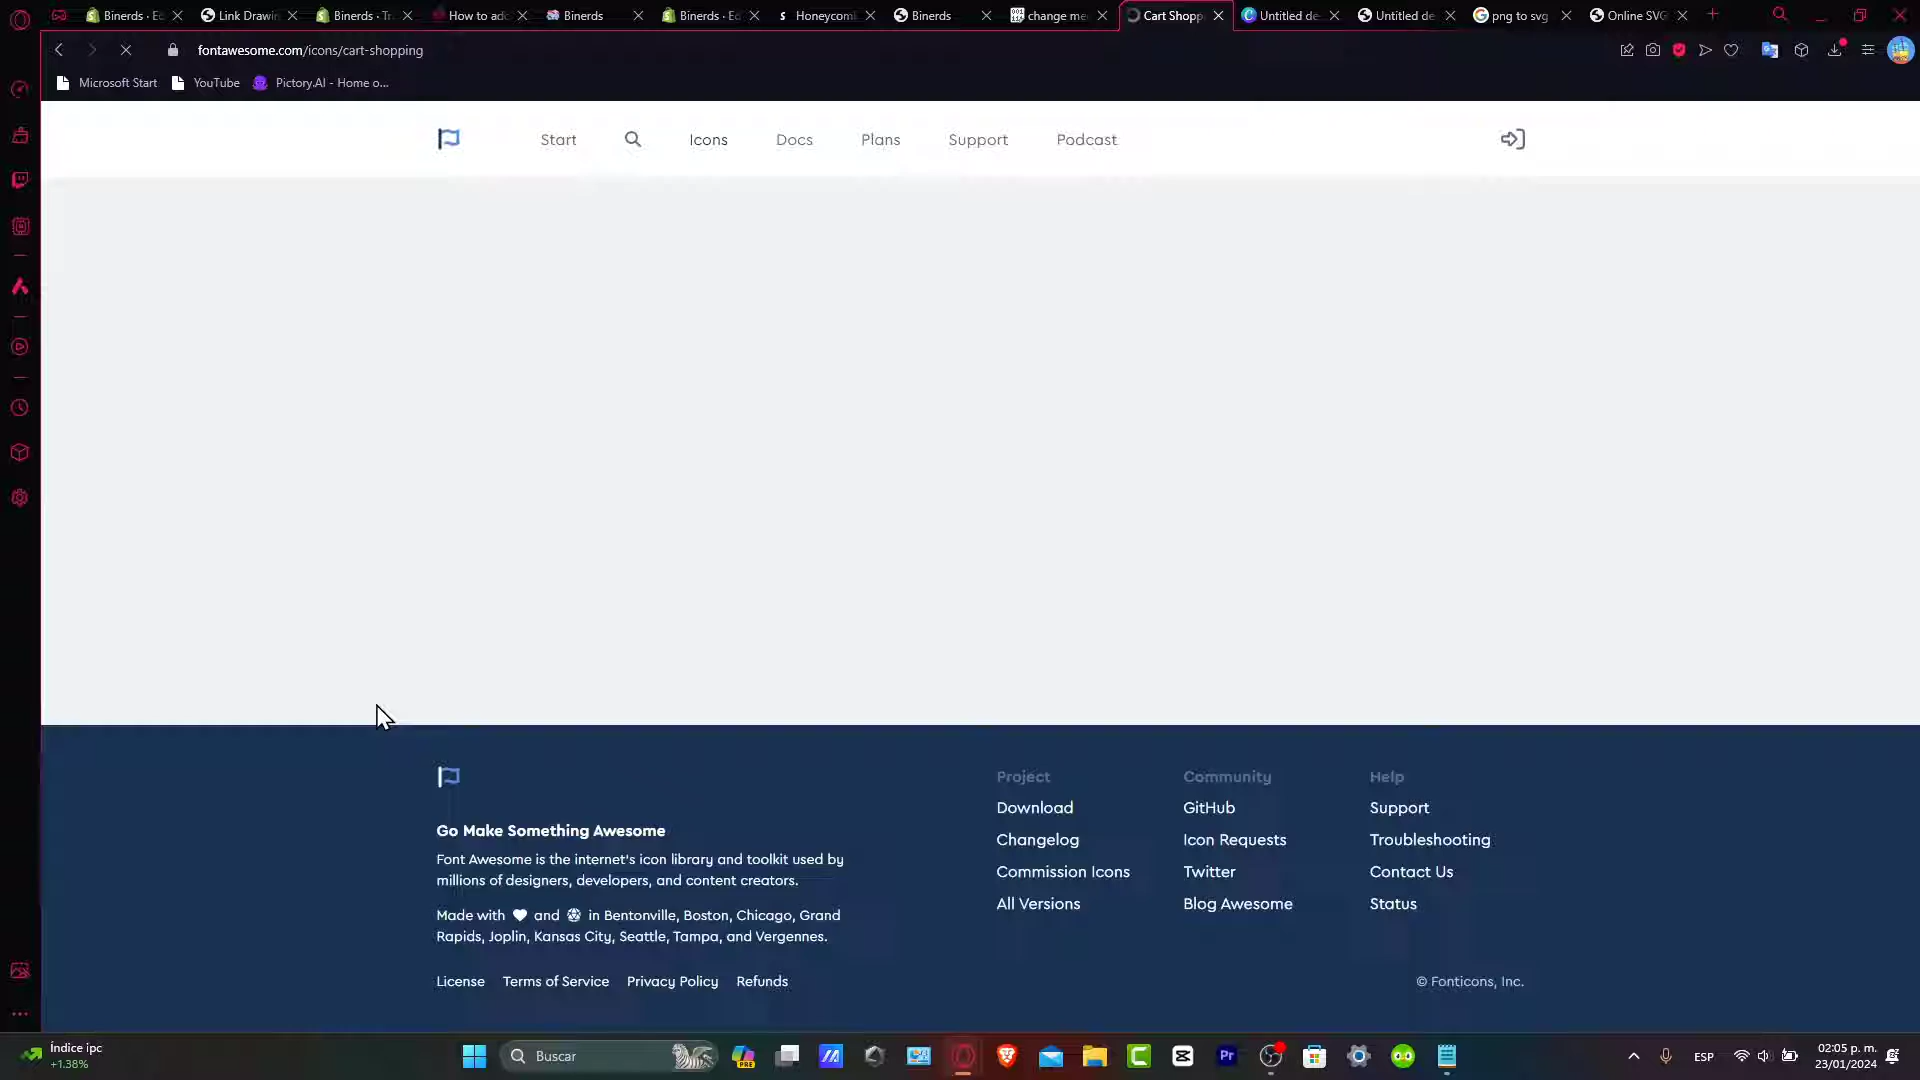 Binerds · Ed
Link Drawin
Binerds · Tr
How to add
Binerds
Binerds · Ed
Honeycomb
Binerds
change me
Cart Shopp
Untitled de
Untitled de
png to svg
Online SVG
fontawesome.com/icons/cart-shopping
Microsoft Start
YouTube
Pictory.AI - Home o...
Start
Icons
Docs
Plans
Support
Podcast
Go Make Something Awesome
Font Awesome is the internet's icon library and toolkit used by
millions of designers, developers, and content creators.
Made with and in Bentonville, Boston, Chicago, Grand
Rapids, Joplin, Kansas City, Seattle, Tampa, and Vergennes.
License Terms of Service Privacy Policy Refunds
Project
Download
Changelog
Commission Icons
All Versions
Community
GitHub
Icon Requests
Twitter
Blog Awesome
Help
Support
Troubleshooting
Contact Us
Status
© Fonticons, Inc.
Índice ipc
+1.38%
Buscar
PRE
Pr
ESP
02:05 p. m.
23/01/2024